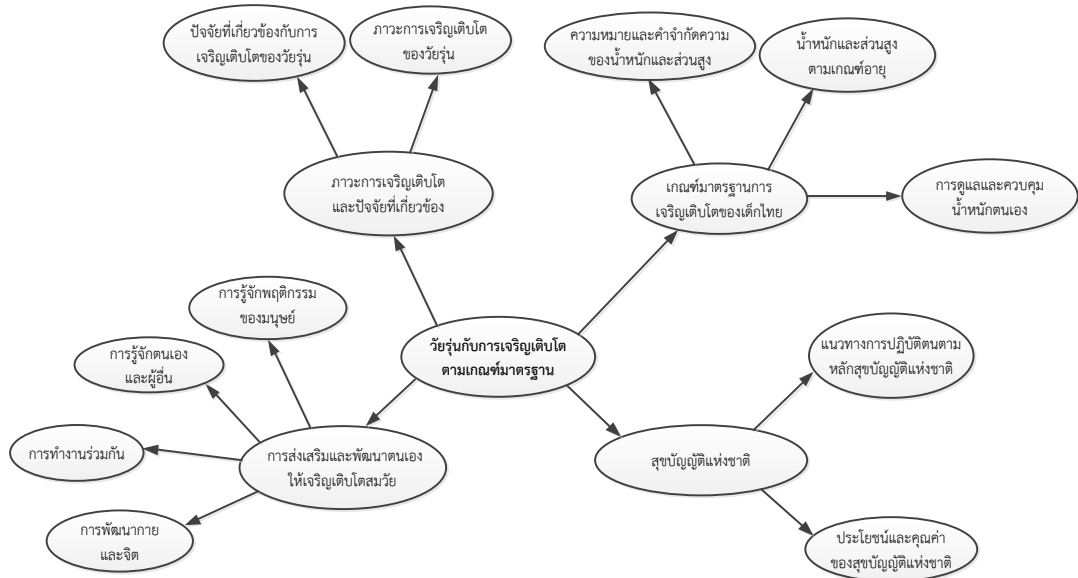 ปัจจัยที่เกี่ยวข้องกับการ
เจริญเติบโตของวัยรุ่น
ภาวะการเจริญเติบโต
ของวัยรุ่น
ความหมายและคำจำกัดความ
ของน้ำหนักและส่วนสูง
น้ำหนักและส่วนสูง
ตามเกณฑ์อายุ
ภาวะการเจริญเติบโต
และปัจจัยที่เกี่ยวข้อง
เกณฑ์มาตรฐานการ
เจริญเติบโตของเด็กไทย
การดูแลและควบคุม
น้ำหนักตนเอง
การรู้จักพฤติกรรม
ของมนุษย์
วัยรุ่นกับการเจริญเติบโต
ตามเกณฑ์มาตรฐาน
แนวทางการปฏิบัติตนตาม
หลักสุขบัญญัติแห่งชาติ
การรู้จักตนเอง
และผู้อื่น
การทำงานร่วมกัน
การส่งเสริมและพัฒนาตนเอง
ให้เจริญเติบโตสมวัย
สุขบัญญัติแห่งชาติ
การพัฒนากาย
และจิต
ประโยชน์และคุณค่า
ของสุขบัญญัติแห่งชาติ